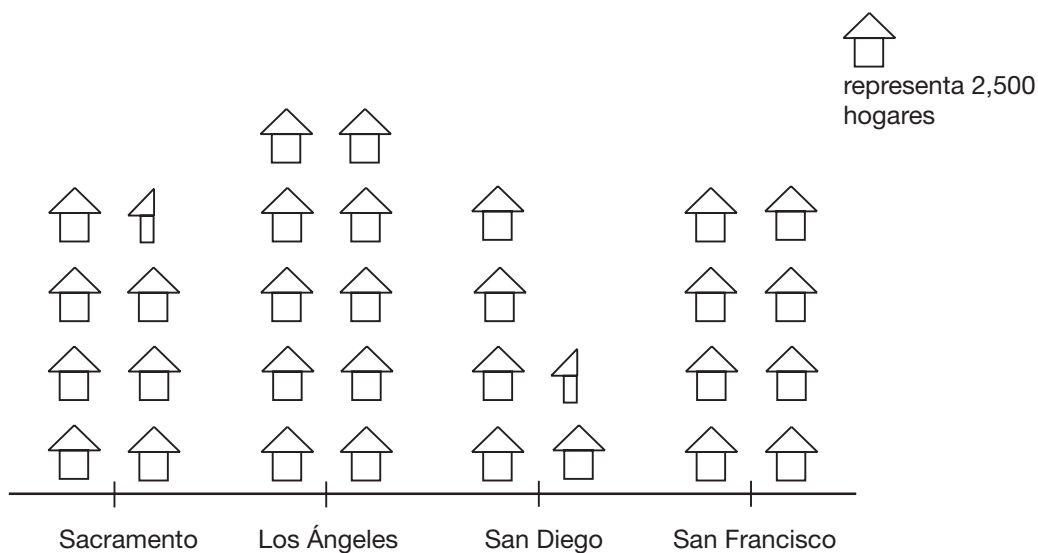 representa 2,500
hogares
Sacramento
Los Ángeles
San Diego
San Francisco